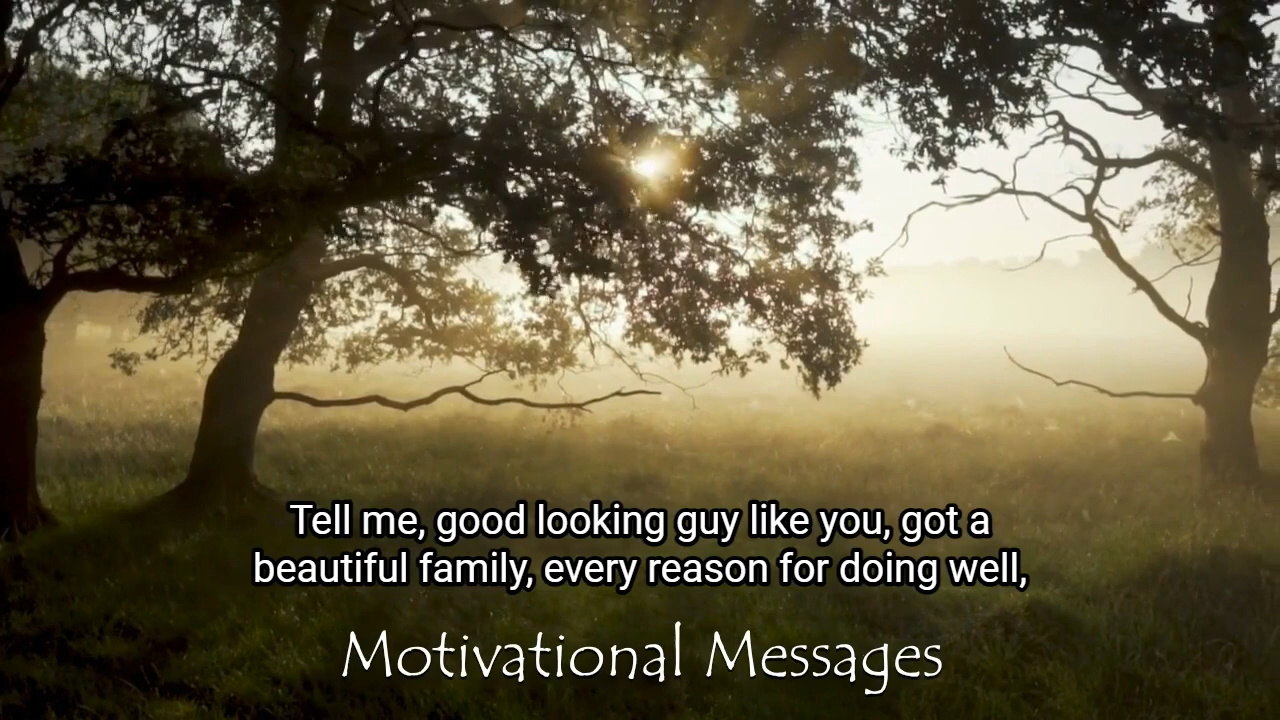 Tell me, good looking guy like you, got a
beautiful family, every reason for doing well,
Motivational Messages